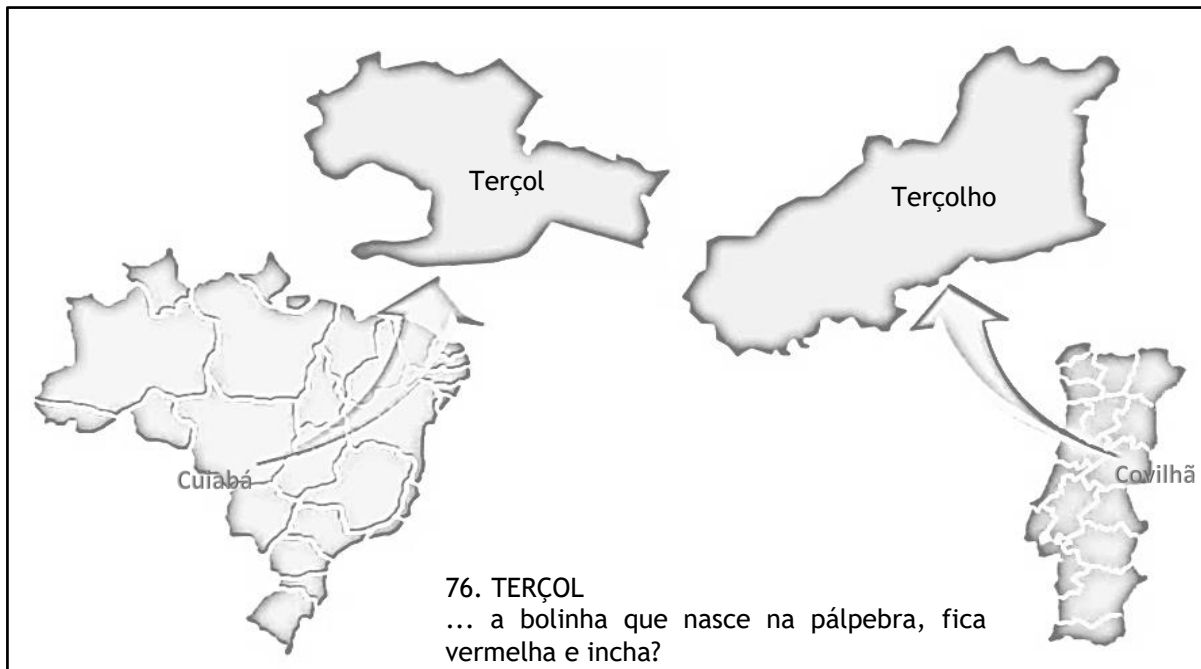 Terçol
Terçolho
Cuiabá
Covilhã
76. TERÇOL
... a bolinha que nasce na pálpebra, fica
vermelha e incha?